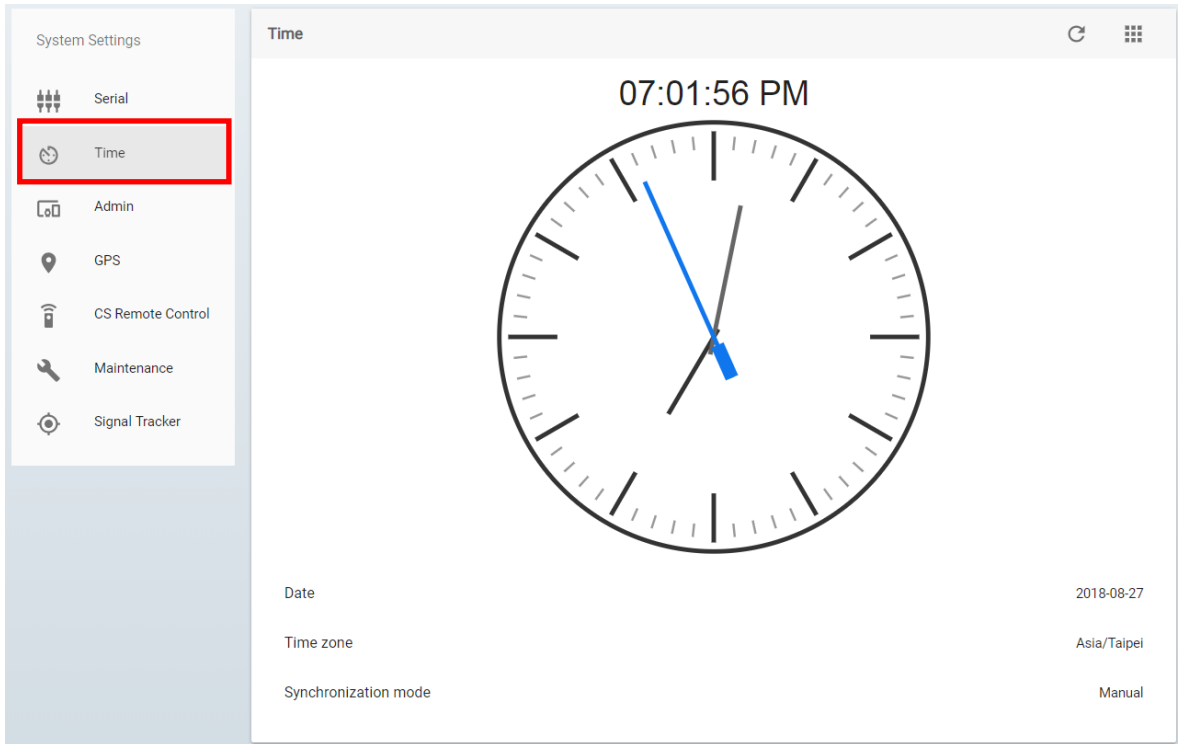 System Settings
Serial
Time
Admin
GPS
CS Remote Control
Maintenance
Signal Tracker
Time
07:01:56 PM
Date 2018-08-27
Time zone Asia/Taipei
Synchronization mode Manual